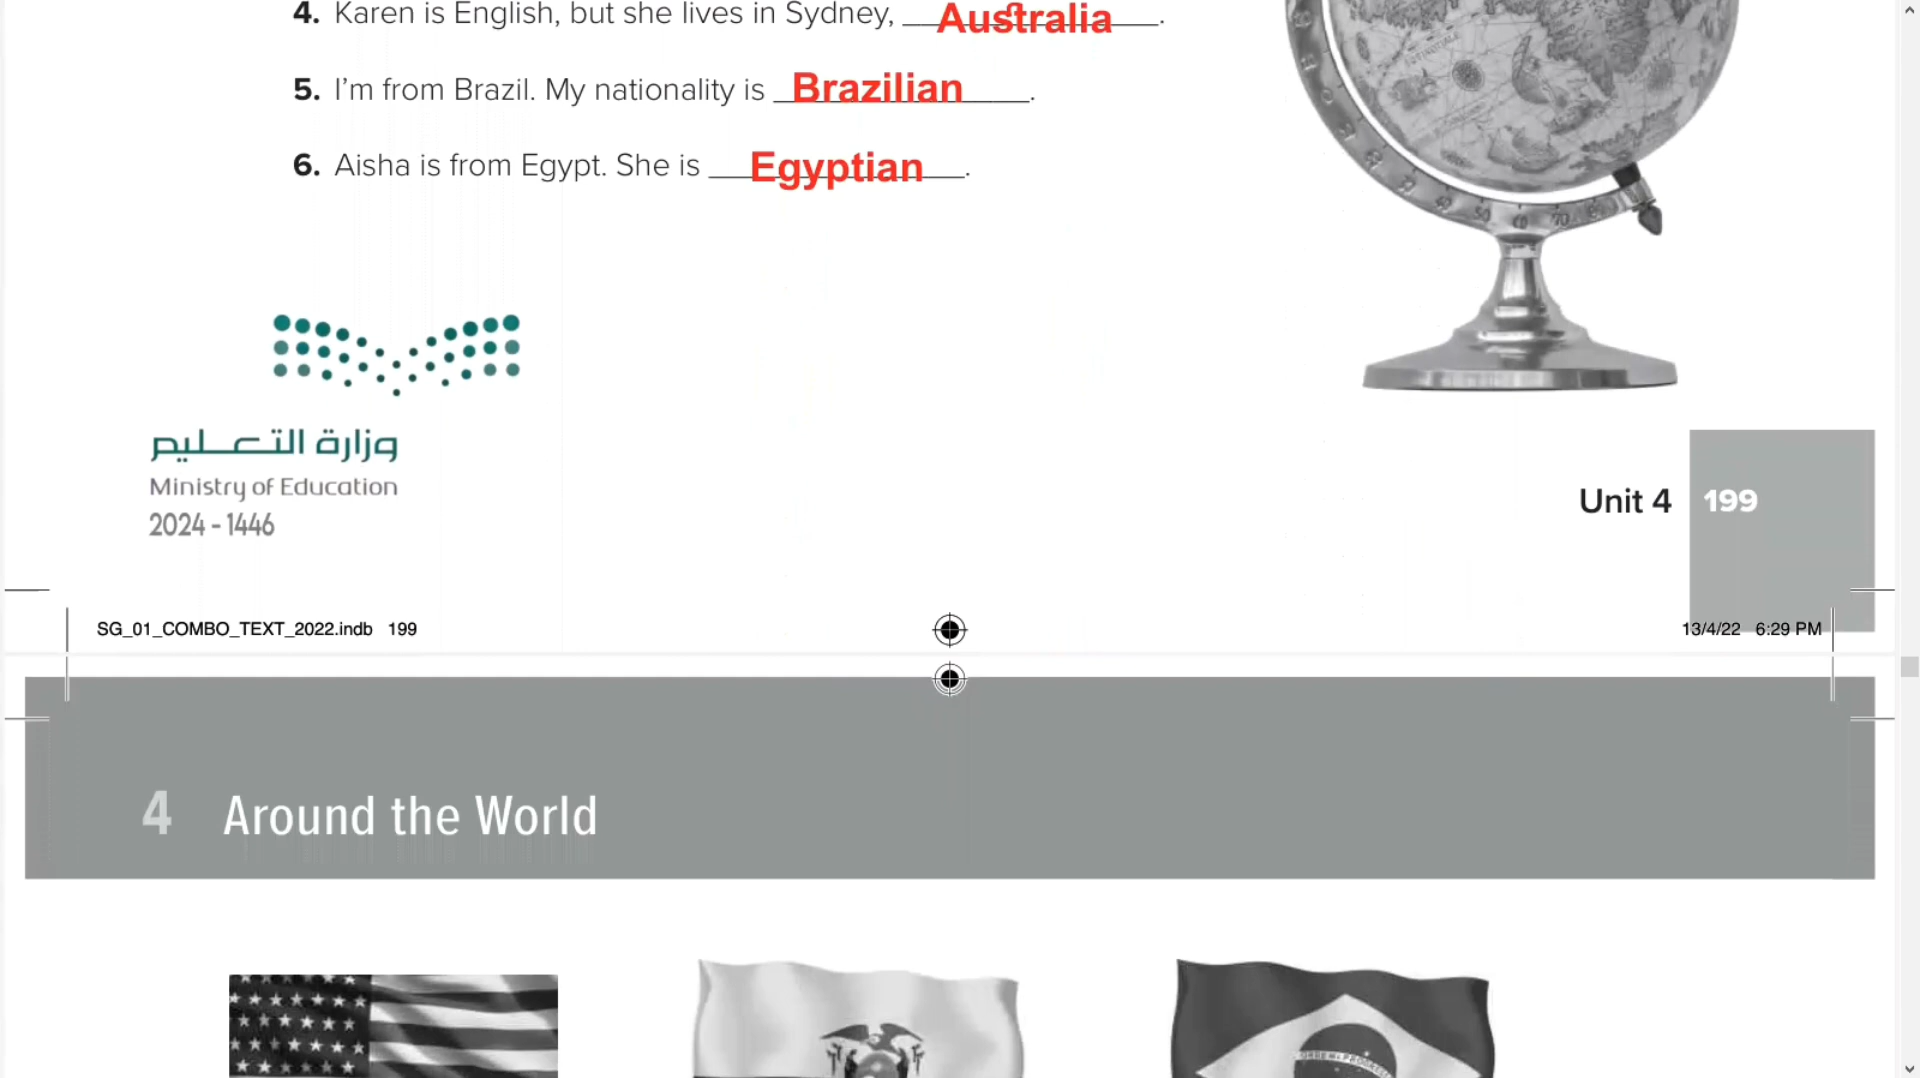 4. Karen is English, but she lives in Sydney, Australia.
5. I’m from Brazil. My nationality is Brazilian.
6. Aisha is from Egypt. She is Egyptian.
وزارة التعليم
Ministry of Education
2024 - 1446
Unit 4 199
SG_01_COMBO_TEXT_2022.indb 199 13/4/22 6:29 PM
4 Around the World